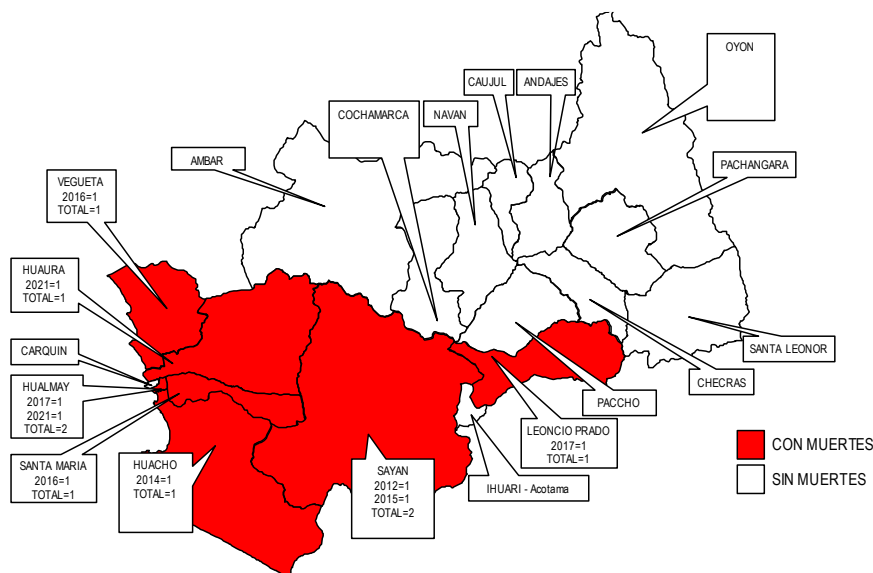 OYON
CAUJUL
ANDAJES
COCHAMARCA
NAVAN
AMBAR
PACHANGARA
VEGUETA
2016=1
TOTAL=1
HUAURA
2021=1
TOTAL=1
CARQUIN
SANTA LEONOR
HUALMAY
2017=1
2021=1
TOTAL=2
CHECRAS
PACCHO
LEONCIO PRADO
2017=1
TOTAL=1
SANTA MARIA
2016=1
TOTAL=1
HUACHO
2014=1
TOTAL=1
SAYAN
2012=1
2015=1
TOTAL=2
IHUARI - Acotama
CON MUERTES
SIN MUERTES